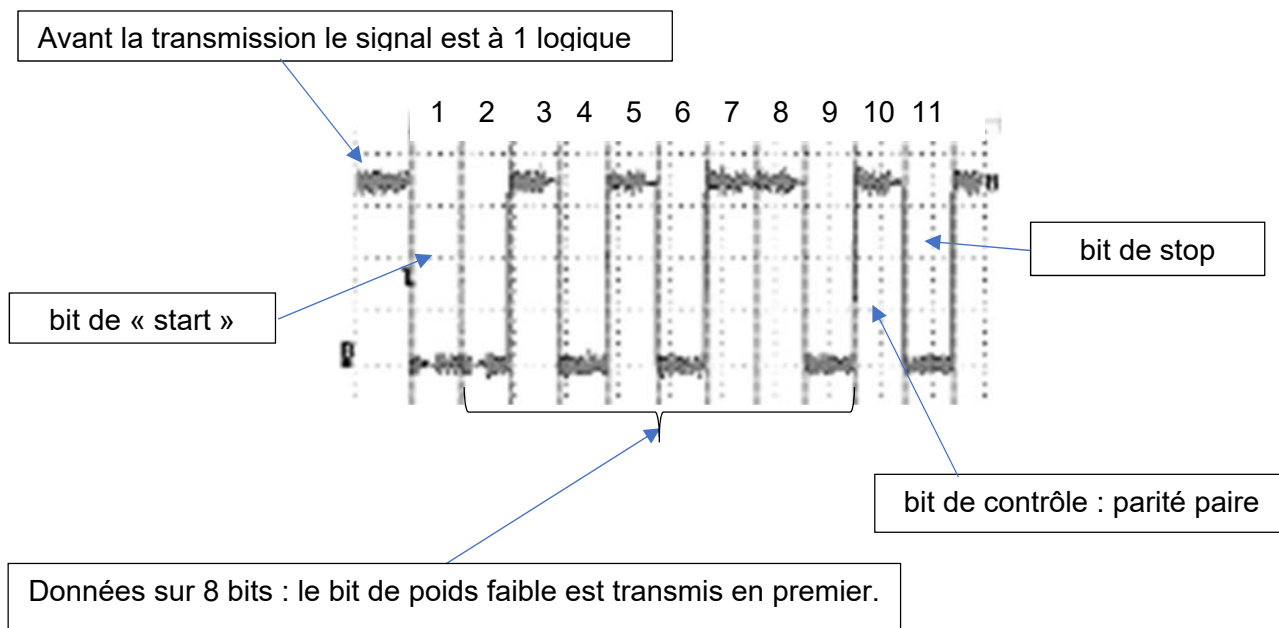 Avant la transmission le signal est à 1 logique
1 2 3 4 5 6 7 8 9 10 11
bit de stop
bit de « start »
bit de contrôle : parité paire
Données sur 8 bits : le bit de poids faible est transmis en premier.